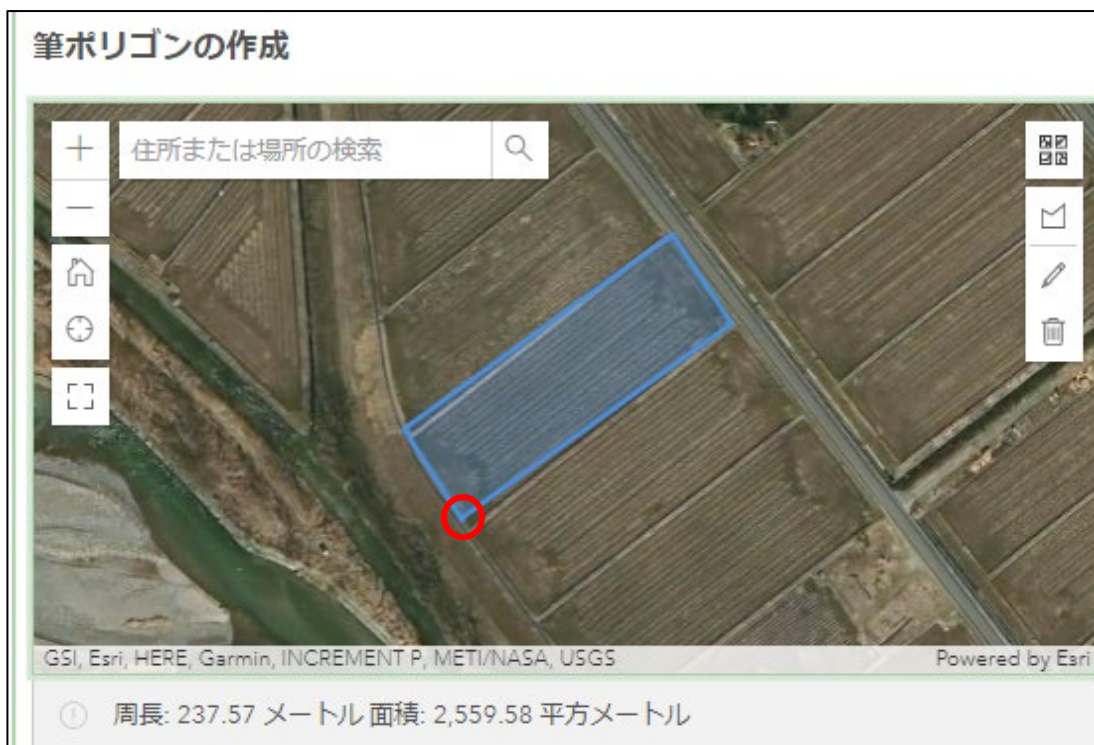 筆ポリゴンの作成
住所または場所の検索
GSI, Esri, HERE, Garmin, INCREMENT P, METI/NASA, USGS
Powered by Esri
周長: 237.57 メートル 面積: 2,559.58 平方メートル